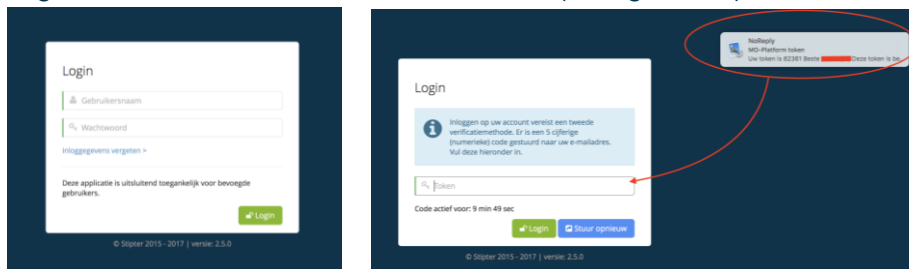 Login
Gebruikersnaam
Wachtwoord
Inloggegevens vergeten >
Deze applicatie is uitsluitend toegankelijk voor bevoegde
gebruikers.
Login
© Stipter 2015 - 2017 | versie: 2.5.0
NoReply
MO-Platform token
Uw token is 82381 Beste Deze token is be
Login
Inloggen op uw account vereist een tweede
verificatiemethode. Er is een 5 cijferige
(numerieke) code gestuurd naar uw e-mailadres.
Vul deze hieronder in.
Token
Code actief voor: 9 min 49 sec
Login
Stuur opnieuw
© Stipter 2015 - 2017 | versie: 2.5.0